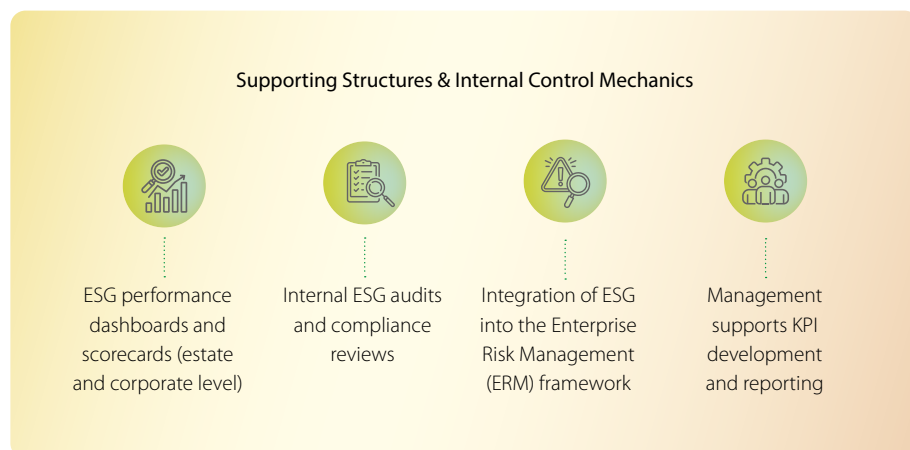 Supporting Structures & Internal Control Mechanics
ESG performance
dashboards and
scorecards (estate
and corporate level)
Internal ESG audits
and compliance
reviews
Integration of ESG
into the Enterprise
Risk Management
(ERM) framework
Management
supports KPI
development
and reporting